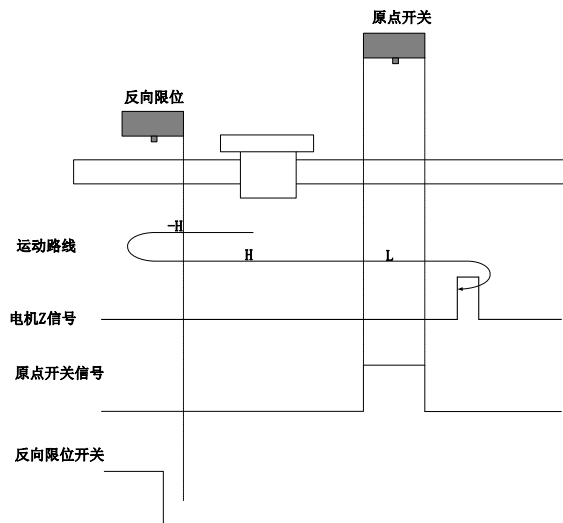 原点开关
反向限位
-H
运动路线
H
L
电机Z信号
原点开关信号
反向限位开关